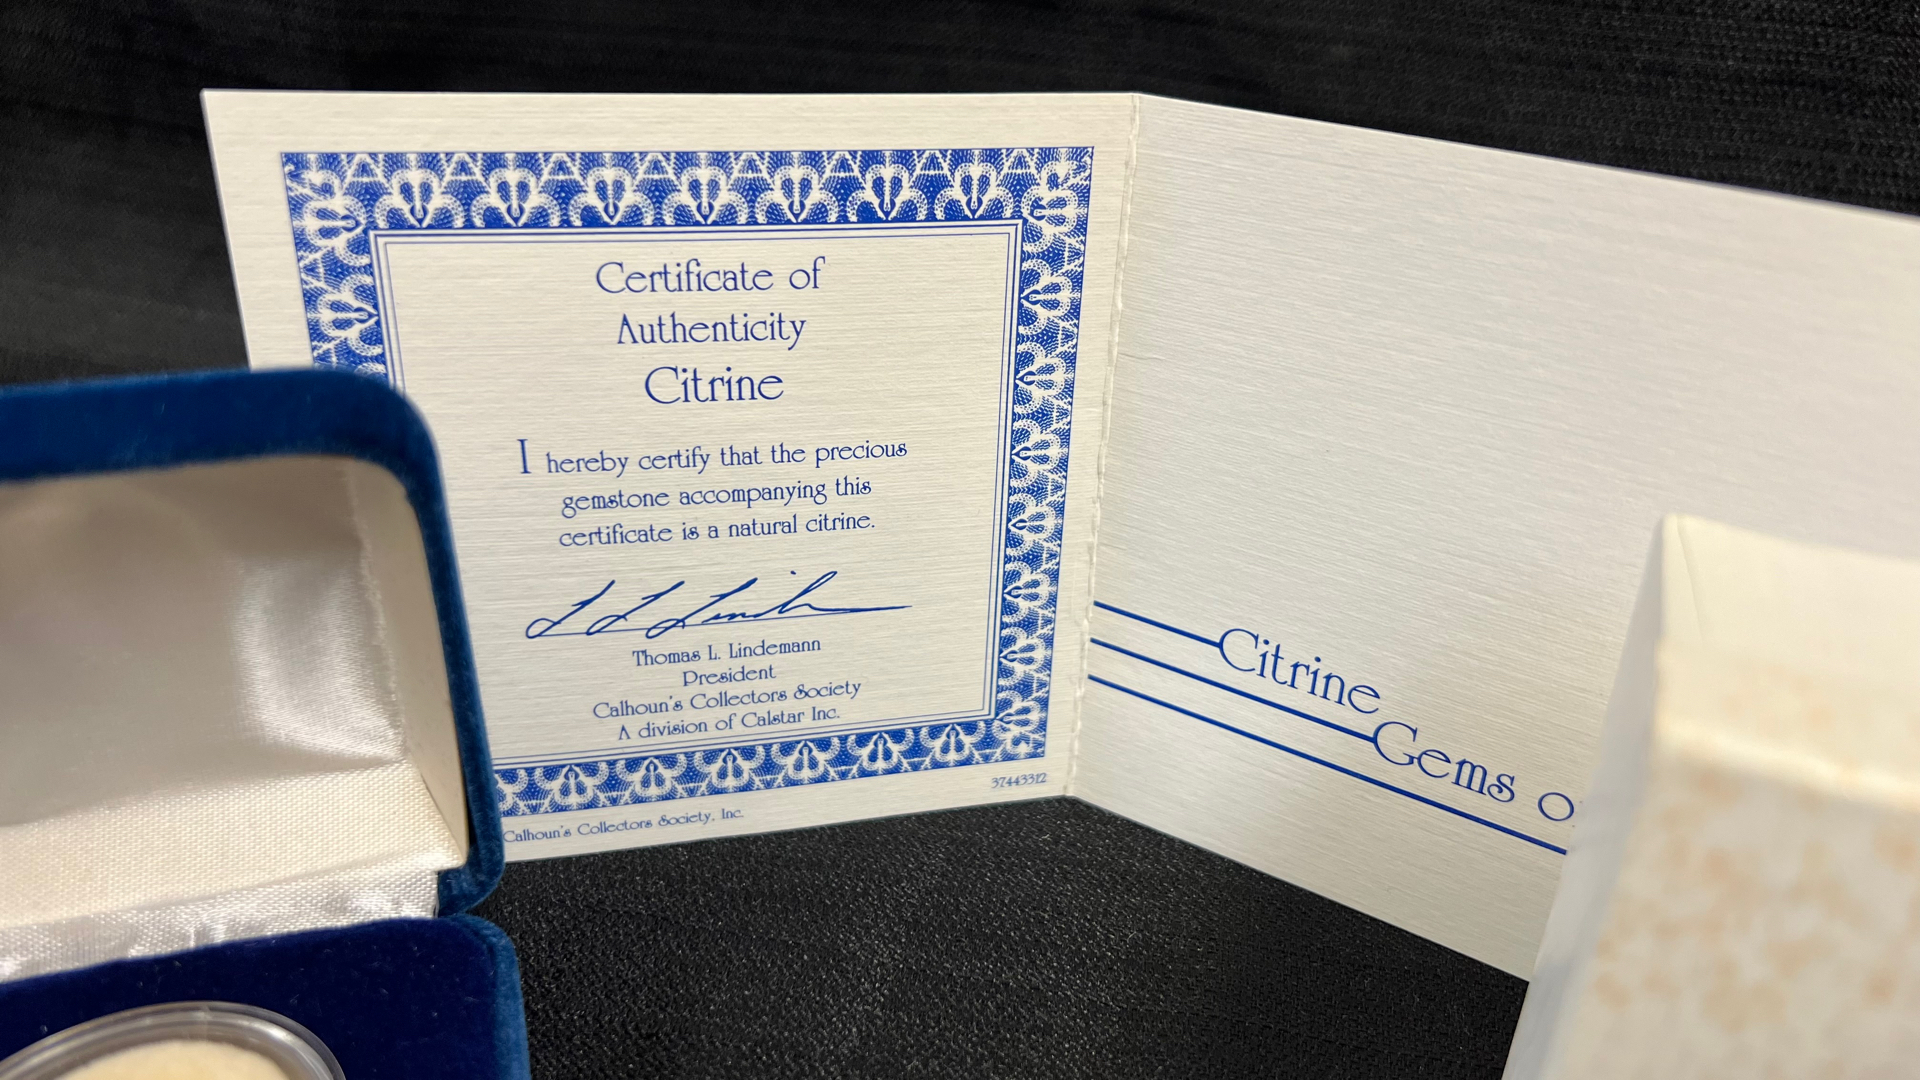 Certificate of
Authenticity
Citrine
I hereby certify that the precious
gemstone accompanying this
certificate is a natural citrine.
Thomas L. Lindemann
President
Calhoun's Collectors Society
A division of Calstar Inc.
37443312
Calhoun's Collectors Society, Inc.
Citrine
Gems